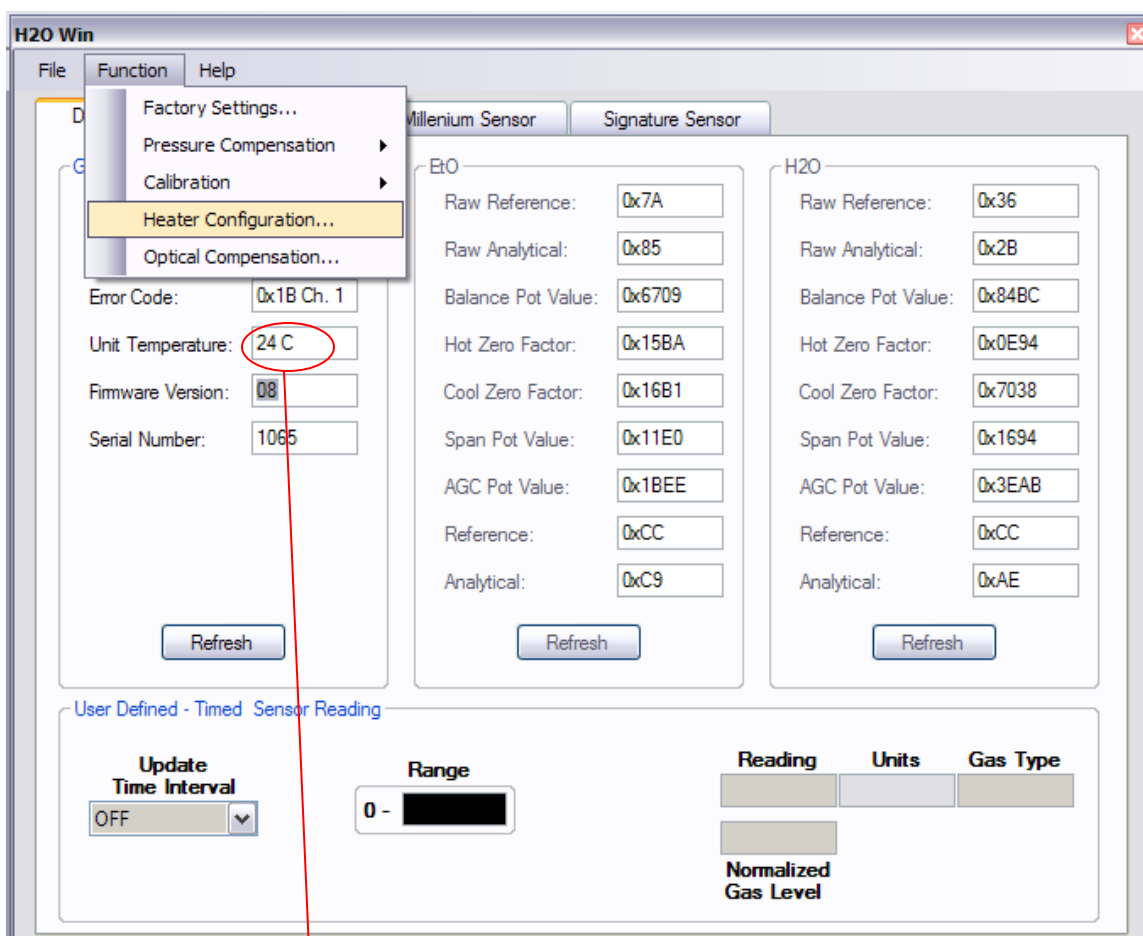 H2O Win
File Function Help
Factory Settings...
Pressure Compensation
Calibration
Heater Configuration...
Optical Compensation...
D
Millenium Sensor
Signature Sensor
G
Error Code: 0x1B Ch. 1
Unit Temperature: 24 C
Firmware Version: 08
Serial Number: 1065
Refresh
EtO
Raw Reference: 0x7A
Raw Analytical: 0x85
Balance Pot Value: 0x6709
Hot Zero Factor: 0x15BA
Cool Zero Factor: 0x16B1
Span Pot Value: 0x11E0
AGC Pot Value: 0x1BEE
Reference: 0xCC
Analytical: 0xC9
Refresh
H2O
Raw Reference: 0x36
Raw Analytical: 0x2B
Balance Pot Value: 0x84BC
Hot Zero Factor: 0x0E94
Cool Zero Factor: 0x7038
Span Pot Value: 0x1694
AGC Pot Value: 0x3EAB
Reference: 0xCC
Analytical: 0xAE
Refresh
User Defined - Timed Sensor Reading
Update
Time Interval
OFF
Range
0 -
Reading Units Gas Type
Normalized
Gas Level